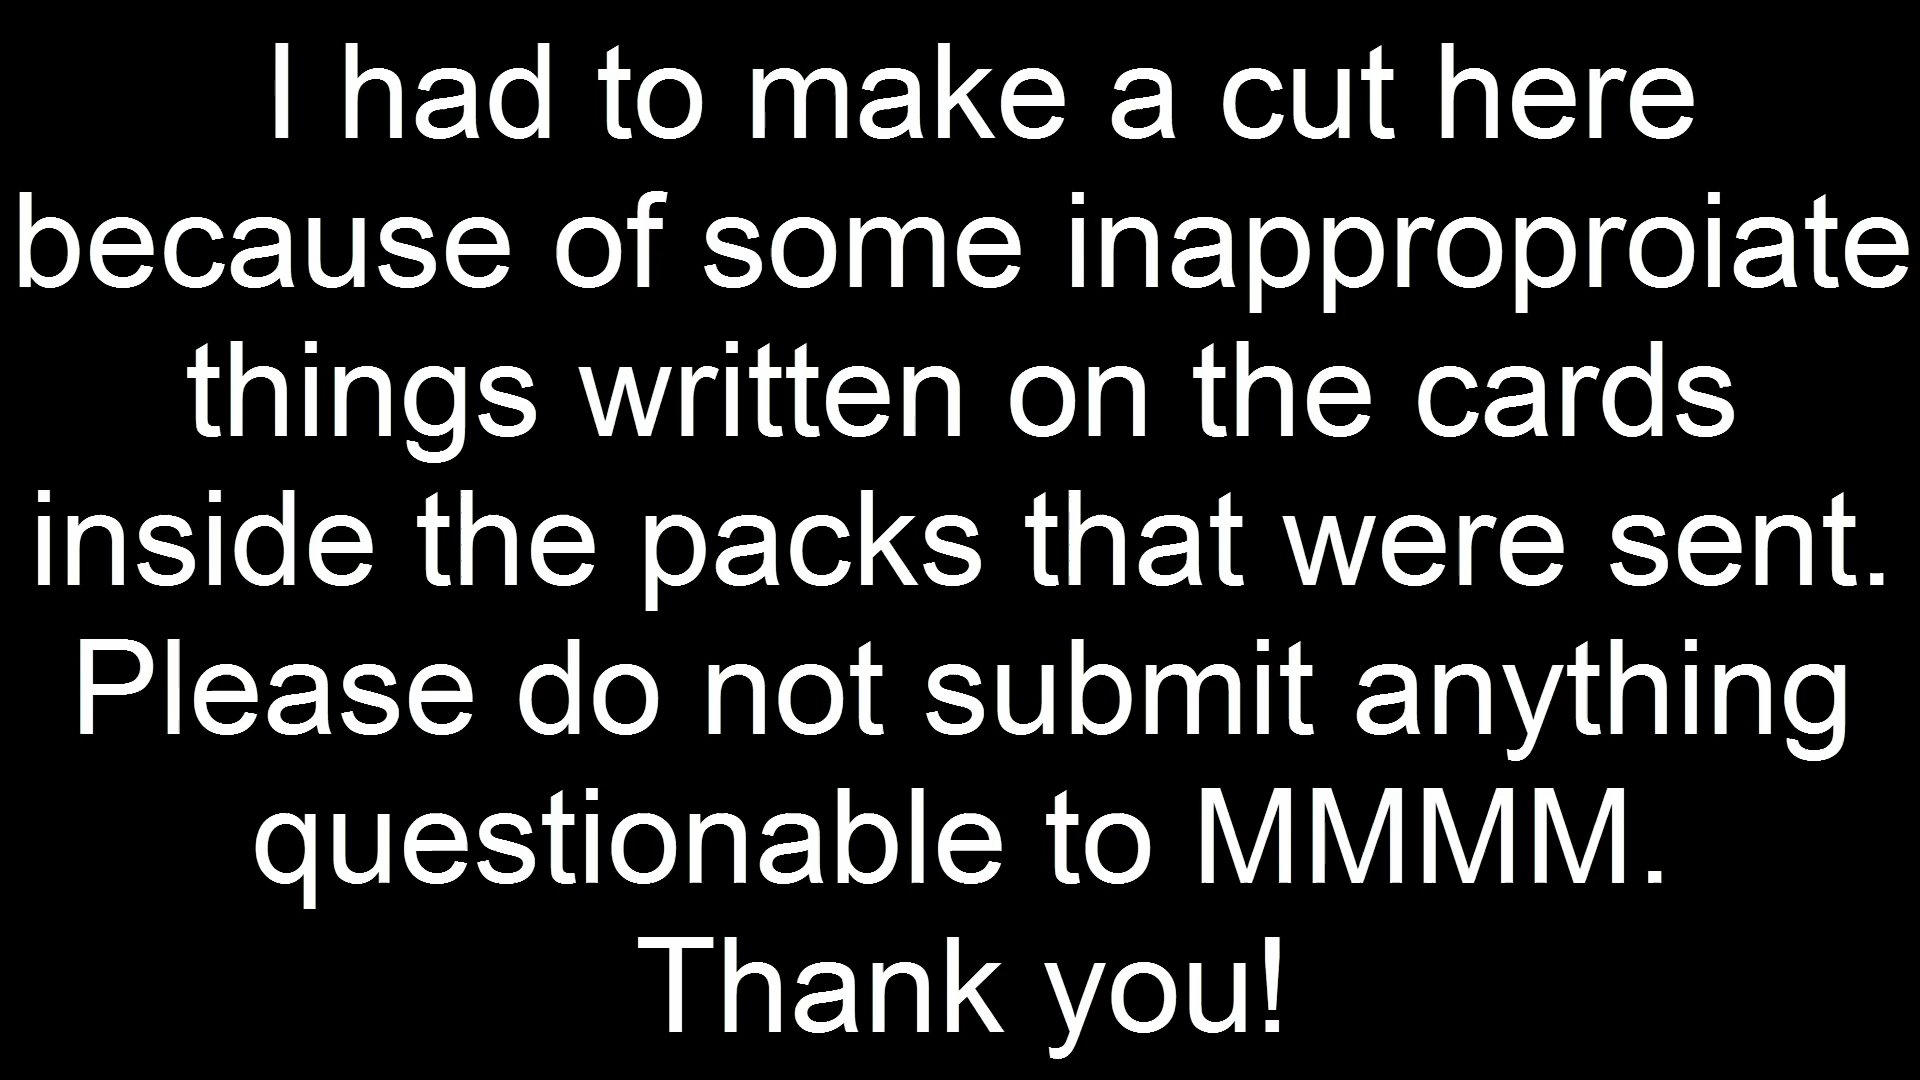 I had to make a cut here
because of some inapproproiate
things written on the cards
inside the packs that were sent.
Please do not submit anything
questionable to MMMM.
Thank you!